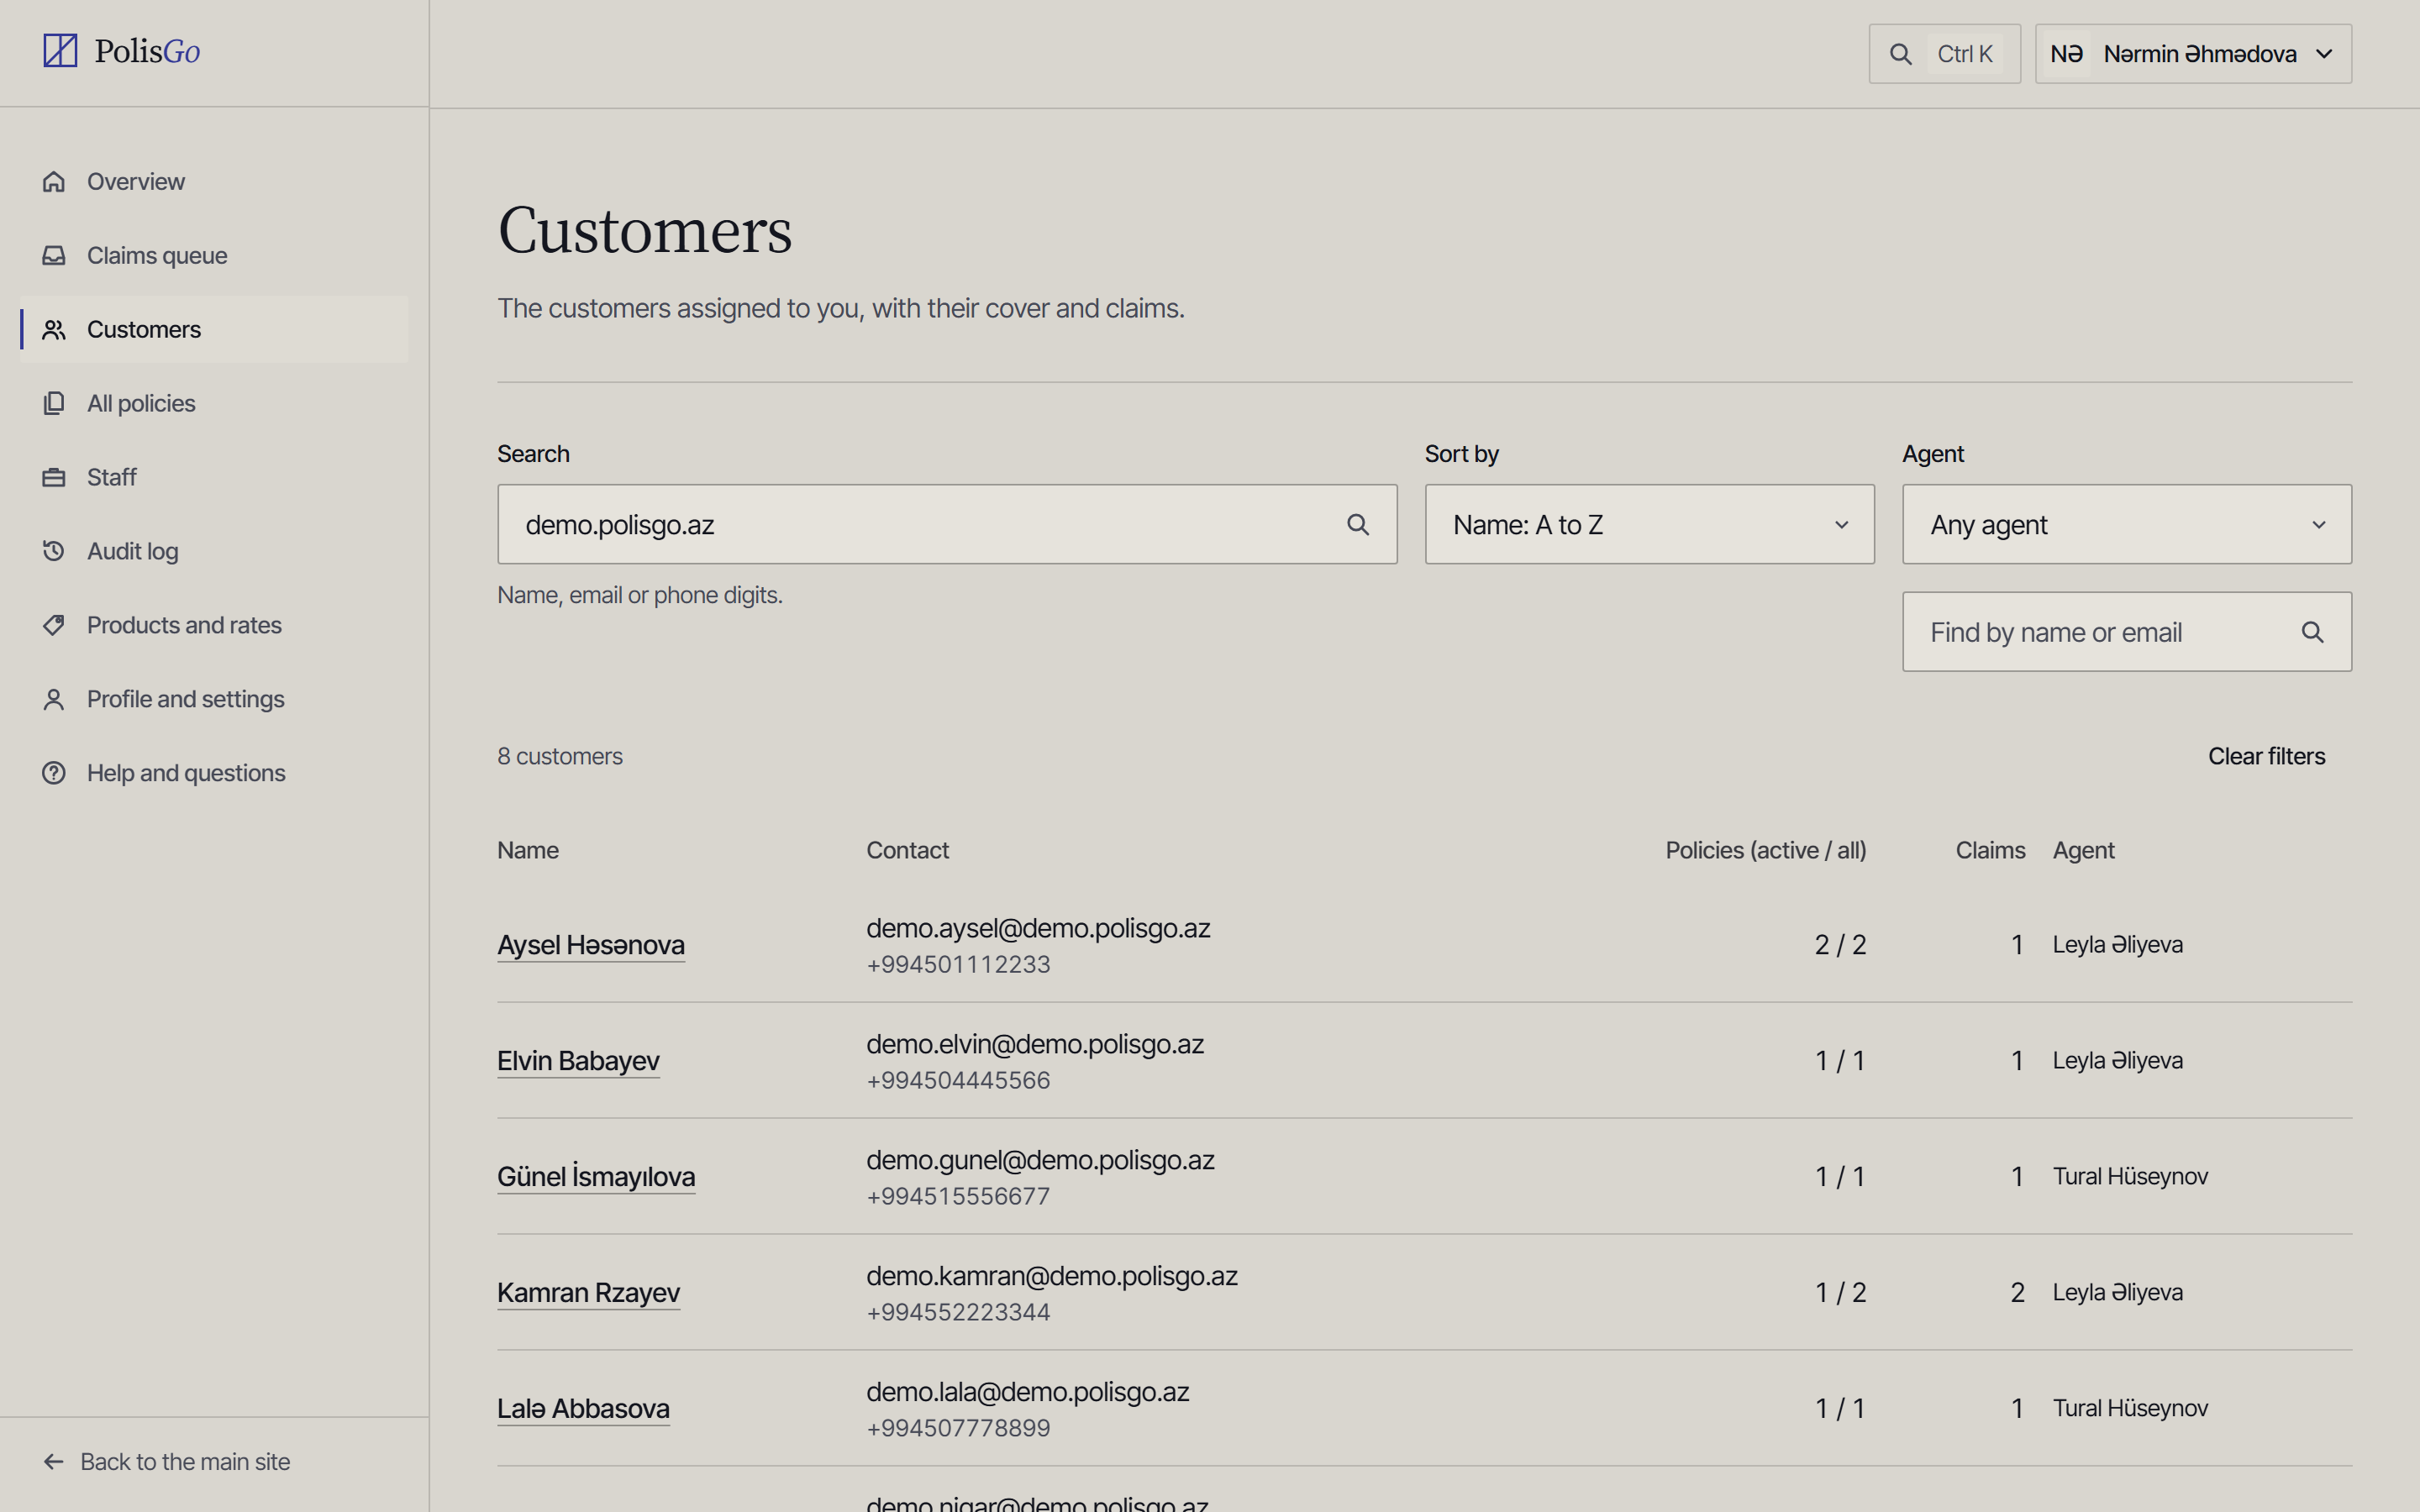 PolisGo
Ctrl K
NƏ Nərmin Əhmədova
Overview
Claims queue
Customers
All policies
Staff
Audit log
Products and rates
Profile and settings
Help and questions
Back to the main site
Customers
The customers assigned to you, with their cover and claims.
Search
demo.polisgo.az
Name, email or phone digits.
Sort by
Name: A to Z
Agent
Any agent
Find by name or email
8 customers
Clear filters
Name Contact Policies (active / all) Claims Agent
Aysel Həsənova demo.aysel@demo.polisgo.az 2 / 2 1 Leyla Əliyeva
+994501112233
Elvin Babayev demo.elvin@demo.polisgo.az 1 / 1 1 Leyla Əliyeva
+994504445566
Günel İsmayılova demo.gunel@demo.polisgo.az 1 / 1 1 Tural Hüseynov
+994515556677
Kamran Rzayev demo.kamran@demo.polisgo.az 1 / 2 2 Leyla Əliyeva
+994552223344
Lalə Abbasova demo.lala@demo.polisgo.az 1 / 1 1 Tural Hüseynov
+994507778899
demo.nigar@demo.polisgo.az